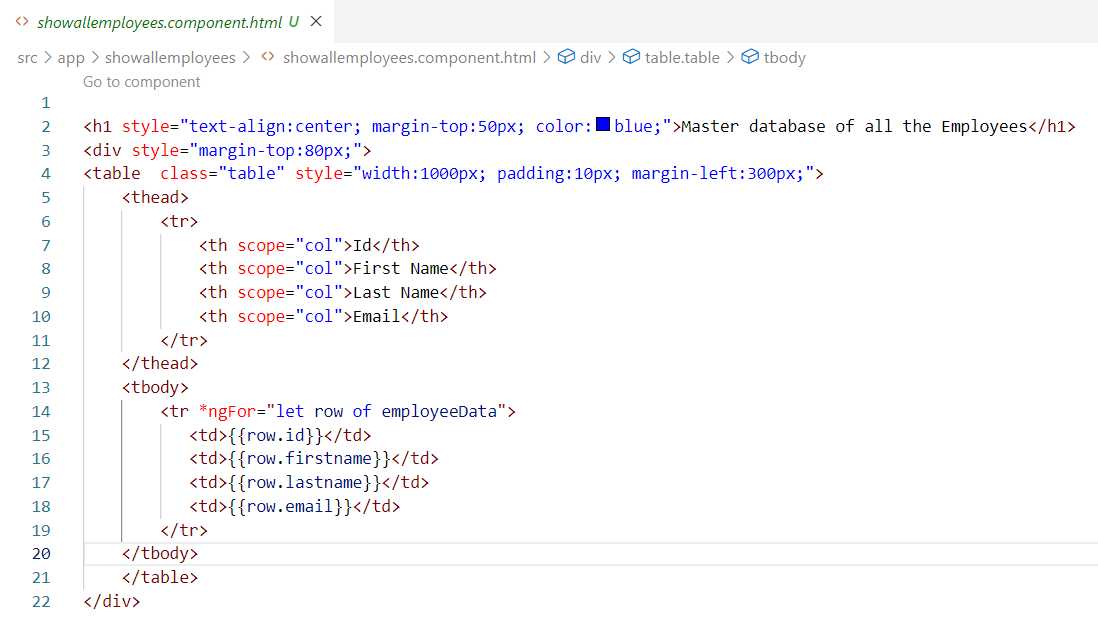 <> showallemployees.component.html U ×
src > app > showallemployees > <> showallemployees.component.html > div > table.table > tbody
Go to component
1
2 <h1 style="text-align:center; margin-top:50px; color:blue;">Master database of all the Employees</h1>
3 <div style="margin-top:80px;">
4 <table  class="table" style="width:1000px; padding:10px; margin-left:300px;">
5     <thead>
6         <tr>
7             <th scope="col">Id</th>
8             <th scope="col">First Name</th>
9             <th scope="col">Last Name</th>
10             <th scope="col">Email</th>
11         </tr>
12     </thead>
13     <tbody>
14         <tr *ngFor="let row of employeeData">
15            <td>{{row.id}}</td>
16            <td>{{row.firstname}}</td>
17            <td>{{row.lastname}}</td>
18            <td>{{row.email}}</td>
19         </tr>
20     </tbody>
21     </table>
22 </div>